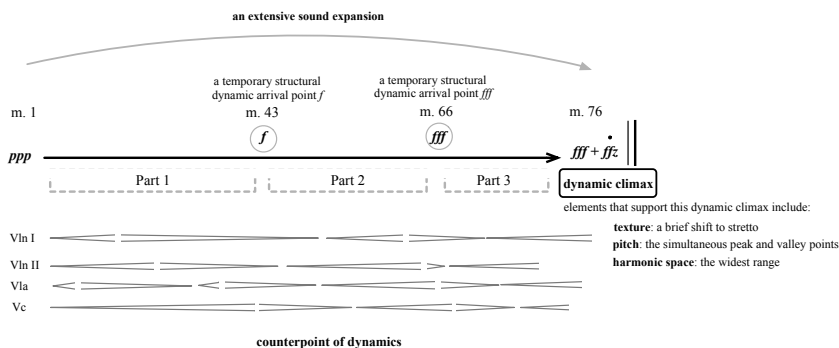 an extensive sound expansion
a temporary structural
dynamic arrival point f
a temporary structural
dynamic arrival point fff
m. 1
m. 43
m. 66
m. 76
f
fff
ppp
fff + ffz
Part 1
Part 2
Part 3
dynamic climax
elements that support this dynamic climax include:
texture: a brief shift to stretto
pitch: the simultaneous peak and valley points
harmonic space: the widest range
Vln I
Vln II
Vla
Vc
counterpoint of dynamics